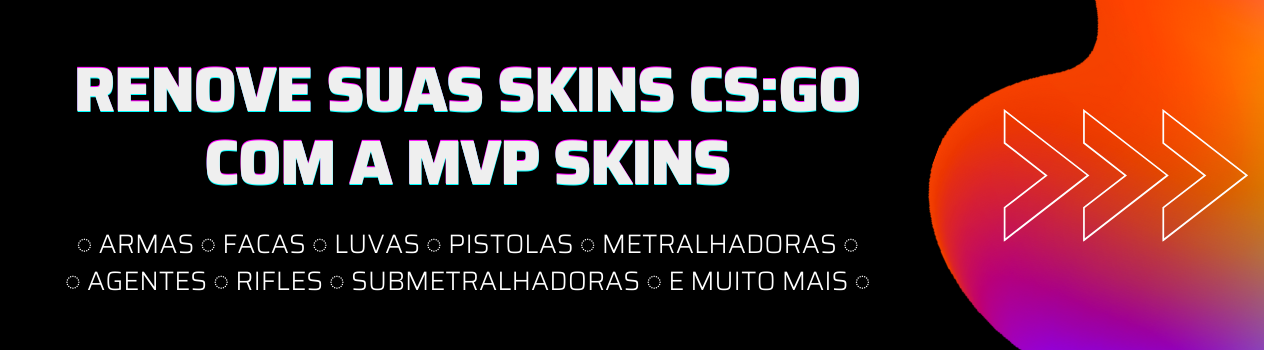 RENOVE SUAS SKINS CS:GO
COM A MVP SKINS
◌ ARMAS ◌ FACAS ◌ LUVAS ◌ PISTOLAS ◌ METRALHADORAS ◌
◌ AGENTES ◌ RIFLES ◌ SUBMETRALHADORAS ◌ E MUITO MAIS ◌